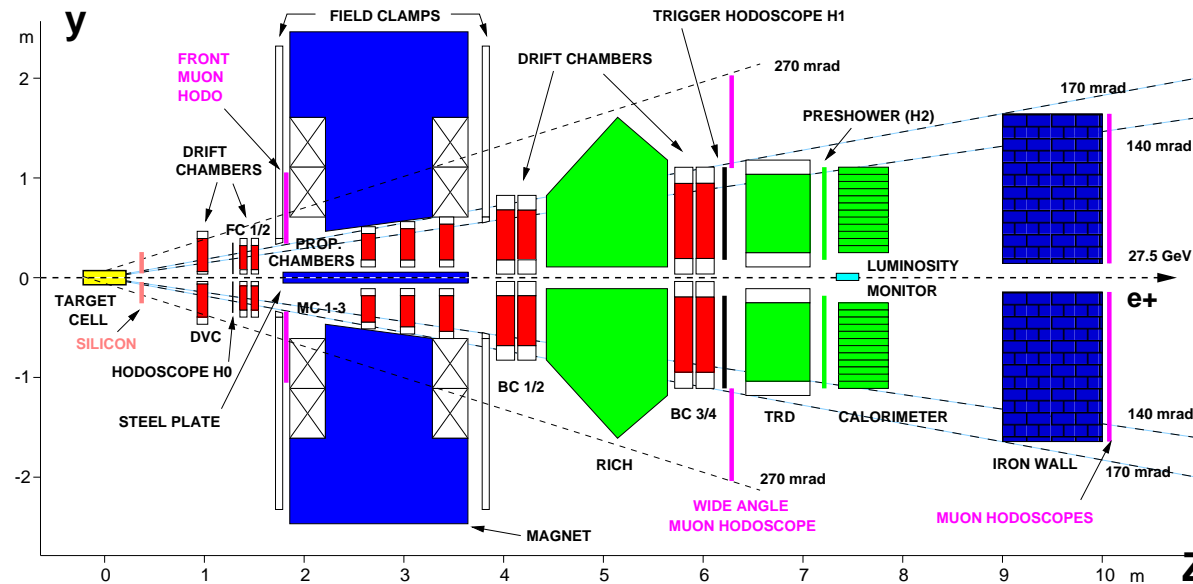 y
FIELD CLAMPS
TRIGGER HODOSCOPE H1
m
FRONT
MUON
HODO
DRIFT CHAMBERS
270 mrad
170 mrad
2
PRESHOWER (H2)
DRIFT
CHAMBERS
140 mrad
1
FC 1/2
PROP.
CHAMBERS
27.5 GeV
0
LUMINOSITY
MONITOR
e+
TARGET
CELL
SILICON
MC 1-3
DVC
HODOSCOPE H0
-1
BC 1/2
BC 3/4
TRD
CALORIMETER
STEEL PLATE
140 mrad
RICH
IRON WALL
170 mrad
-2
270 mrad
WIDE ANGLE
MUON HODOSCOPE
MUON HODOSCOPES
MAGNET
0
1
2
3
4
5
6
7
8
9
10
m
Z